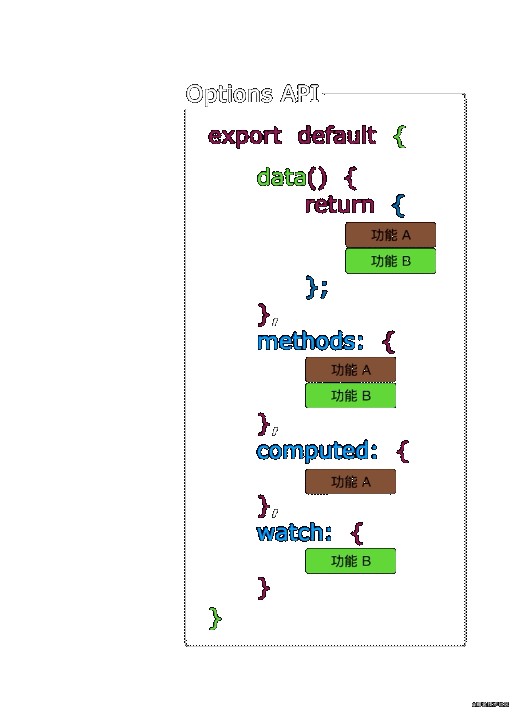 Options API
export default {
data() {
return {
功能 A
功能 B
};
},
methods: {
功能 A
功能 B
},
computed: {
功能 A
},
watch: {
功能 B
}
}